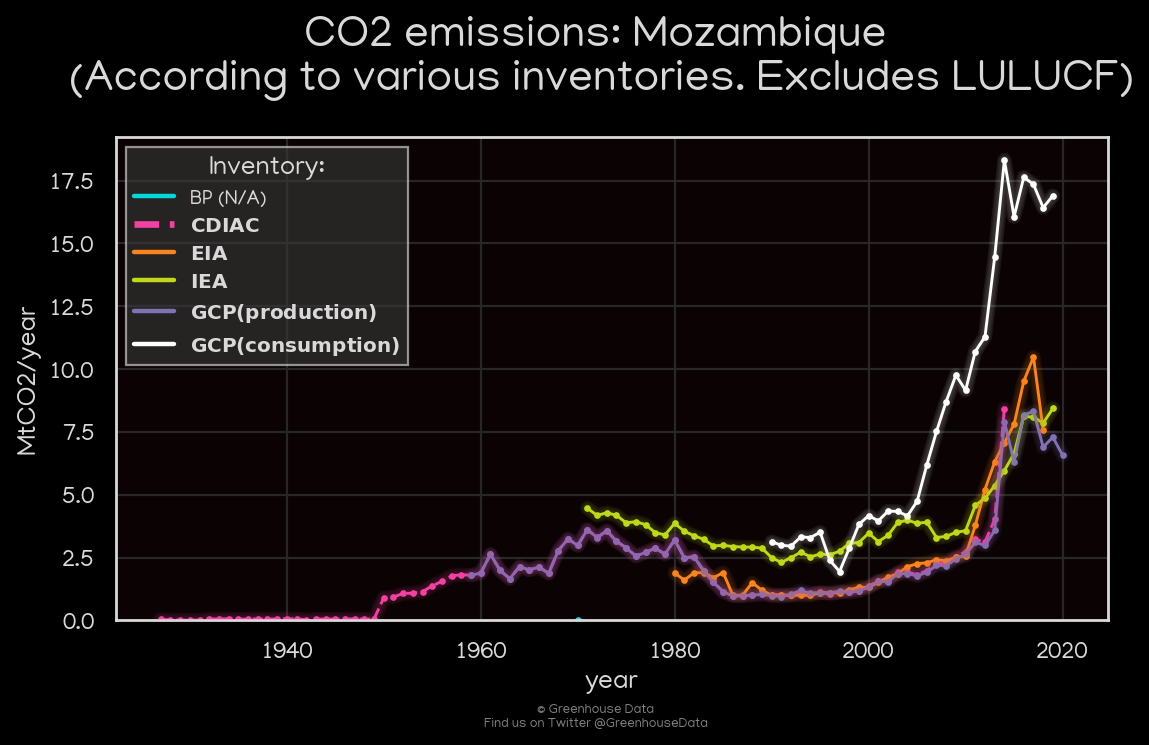 CO2 emissions: Mozambique
(According to various inventories. Excludes LULUCF)
Inventory:
BP (N/A)
CDIAC
EIA
IEA
GCP(production)
GCP(consumption)
MtCO2/year
17.5
15.0
12.5
10.0
7.5
5.0
2.5
0.0
1940 1960 1980 2000 2020
year
© Greenhouse Data
Find us on Twitter @GreenhouseData